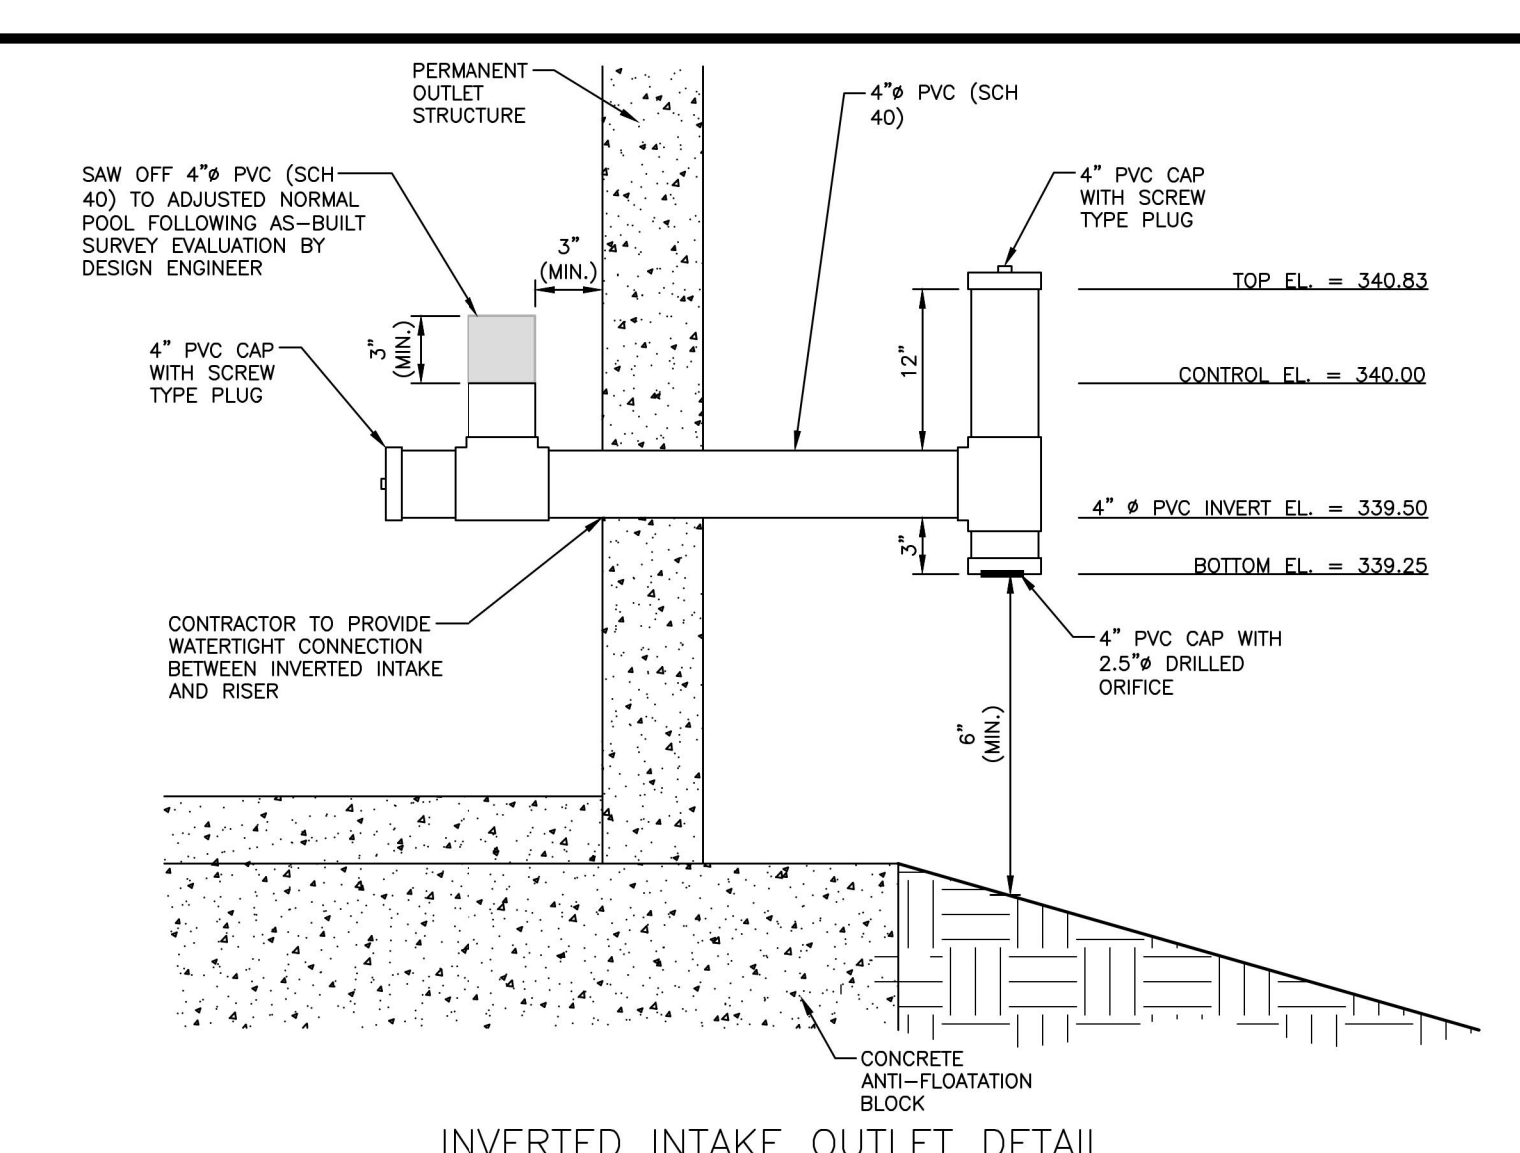 PERMANENT
OUTLET
STRUCTURE
4"ø PVC (SCH
40)
SAW OFF 4"ø PVC (SCH
40) TO ADJUSTED NORMAL
POOL FOLLOWING AS-BUILT
SURVEY EVALUATION BY
DESIGN ENGINEER
4" PVC CAP
WITH SCREW
TYPE PLUG
3"
(MIN.)
TOP EL. = 340.83
3"
(MIN.)
4" PVC CAP
WITH SCREW
TYPE PLUG
12"
CONTROL EL. = 340.00
4" ø PVC INVERT EL. = 339.50
3"
BOTTOM EL. = 339.25
CONTRACTOR TO PROVIDE
WATERTIGHT CONNECTION
BETWEEN INVERTED INTAKE
AND RISER
4" PVC CAP WITH
2.5"ø DRILLED
ORIFICE
6"
(MIN.)
CONCRETE
ANTI-FLOATATION
BLOCK
INVERTED INTAKE OUTLET DETAIL